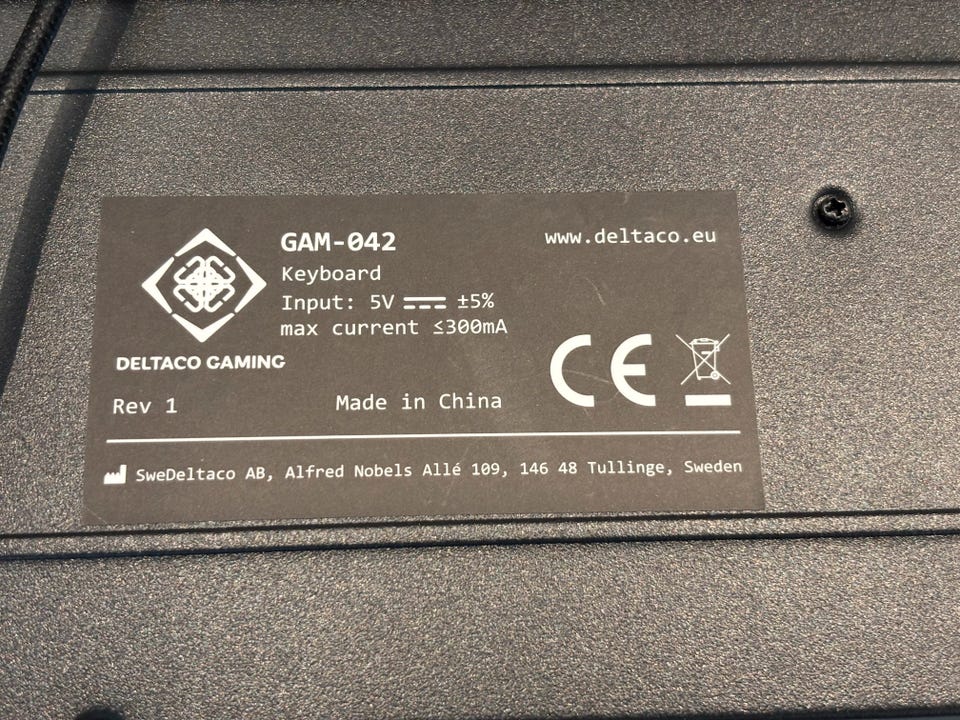 GAM-042
www.deltaco.eu
Keyboard
Input: 5V ⎓ ±5%
max current ≤300mA
DELTACO GAMING
CE
Rev 1
Made in China
SweDeltaco AB, Alfred Nobels Allé 109, 146 48 Tullinge, Sweden